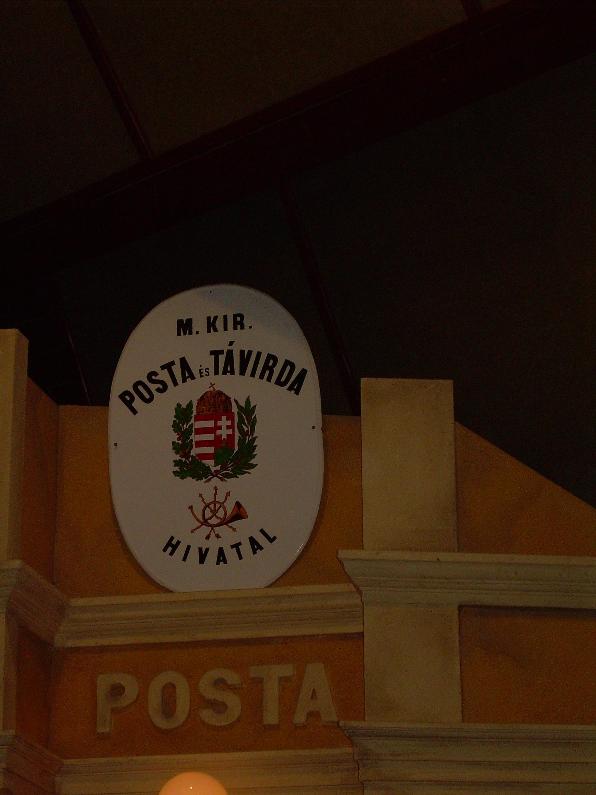 M. KIR.
POSTA ÉS TÁVIRDA
HIVATAL
POSTA